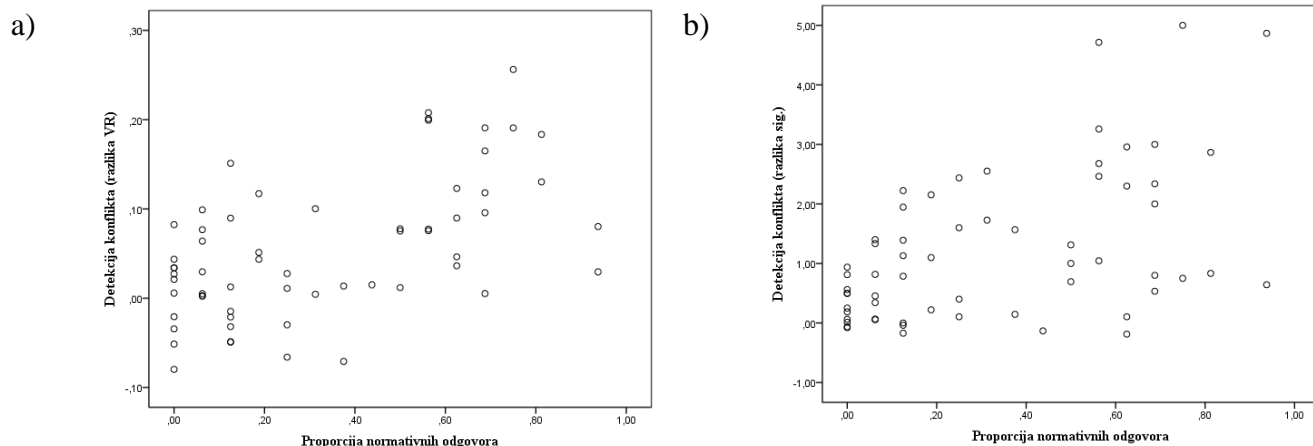 a)
Detekcija konflikta (razlika VR)
,30
,20
,10
,00
-,10
,00 ,20 ,40 ,60 ,80 1,00
Proporcija normativnih odgovora
b)
Detekcija konflikta (razlika sig.)
5,00
4,00
3,00
2,00
1,00
,00
-1,00
,00 ,20 ,40 ,60 ,80 1,00
Proporcija normativnih odgovora